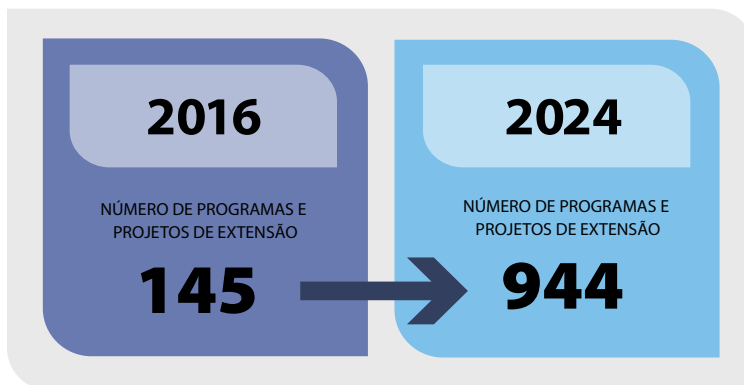 2016
NÚMERO DE PROGRAMAS E
PROJETOS DE EXTENSÃO
145
2024
NÚMERO DE PROGRAMAS E
PROJETOS DE EXTENSÃO
944